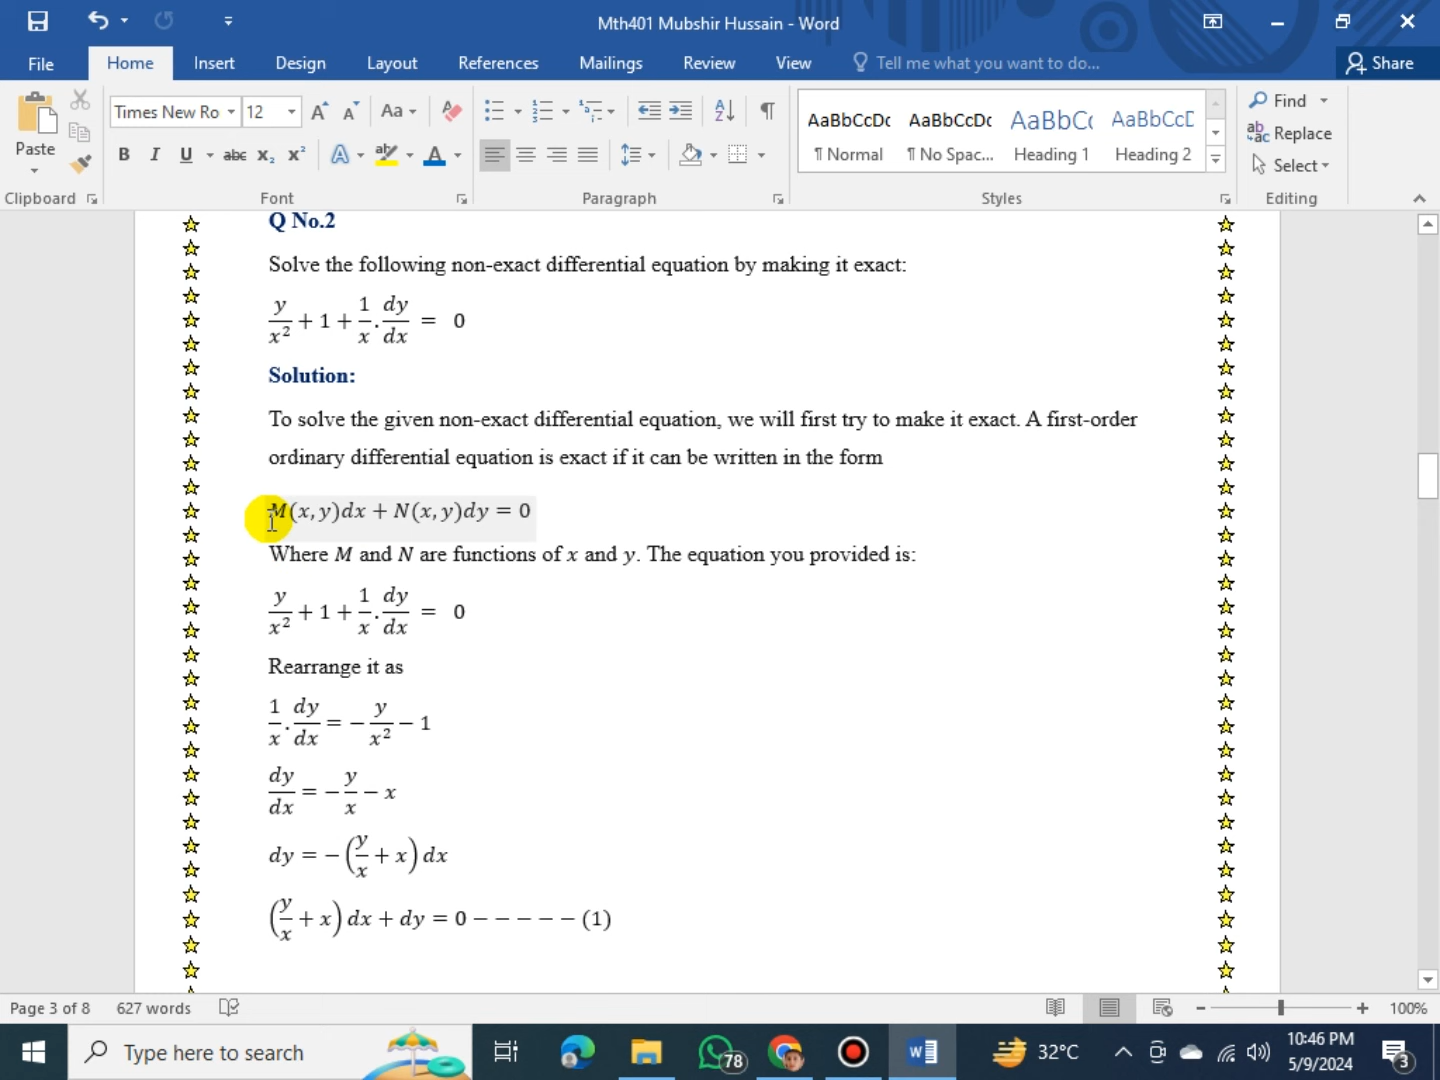 Mth401 Mubshir Hussain - Word
File Home Insert Design Layout References Mailings Review View Tell me what you want to do... Share
Times New Ro 12 Aa
AaBbCcDc AaBbCcDc AaBbCc AaBbCcD
Find
Replace
Select
Paste
B I U abc x₂ x² A ab A
¶ Normal ¶ No Spac... Heading 1 Heading 2
Clipboard Font Paragraph Styles Editing
Q No.2
Solve the following non-exact differential equation by making it exact:
y/x² + 1 + 1/x . dy/dx = 0
Solution:
To solve the given non-exact differential equation, we will first try to make it exact. A first-order
ordinary differential equation is exact if it can be written in the form
M(x,y)dx + N(x,y)dy = 0
Where M and N are functions of x and y. The equation you provided is:
y/x² + 1 + 1/x . dy/dx = 0
Rearrange it as
1/x . dy/dx = − y/x² − 1
dy/dx = − y/x − x
dy = − (y/x + x) dx
(y/x + x) dx + dy = 0 − − − − − (1)
Page 3 of 8 627 words 100%
Type here to search 78 W 32°C 10:46 PM
5/9/2024 3